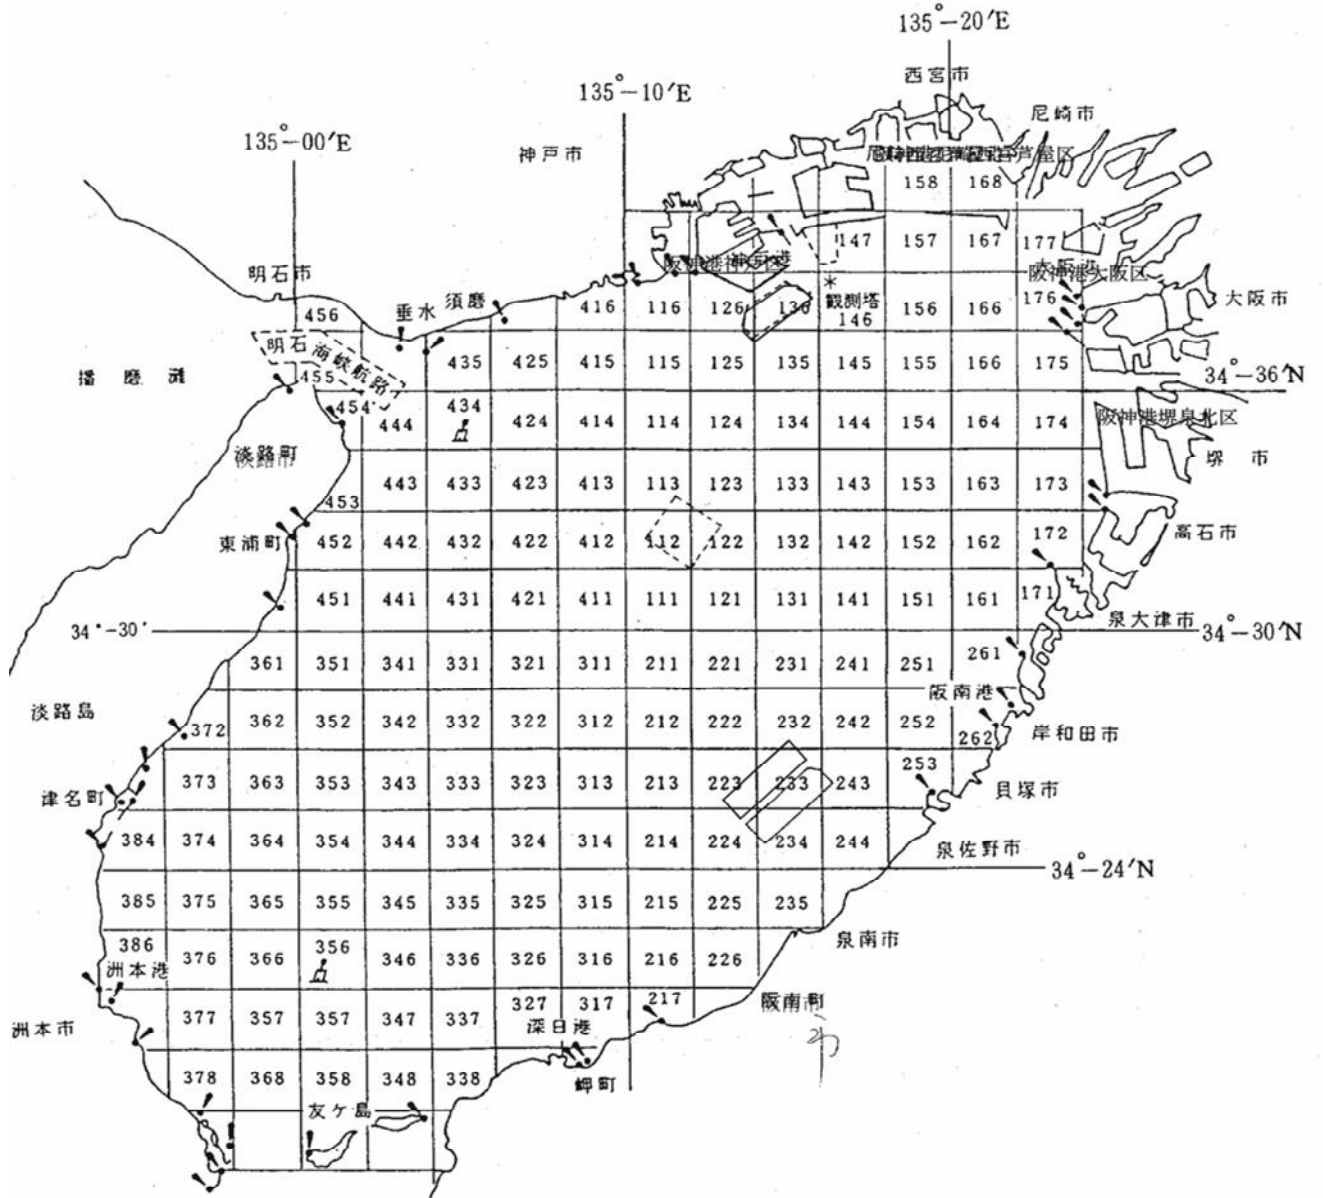 135°-20′E
西宮市
135°-10′E
尼崎市
135°-00′E
神戸市
158 168
147 157 167 177
明石市
阪神港大阪区
大阪市
456 垂水 須磨 416 116 126 136 観測塔 146 156 166 176
明石海峡航路
播磨灘
455 435 425 415 115 125 135 145 155 166 175
34°-36′N
454 444 434 424 414 114 124 134 144 154 164 174
阪神港堺泉北区
堺市
453 443 433 423 413 113 123 133 143 153 163 173
高石市
東浦町
452 442 432 422 412 112 122 132 142 152 162 172
451 441 431 421 411 111 121 131 141 151 161 171
泉大津市
34°-30′
34°-30′N
361 351 341 331 321 311 211 221 231 241 251 261
淡路島
阪南港
372 362 352 342 332 322 312 212 222 232 242 252 262
岸和田市
373 363 353 343 333 323 313 213 223 233 243 253
津名町
貝塚市
384 374 364 354 344 334 324 314 214 224 234 244
泉佐野市
34°-24′N
385 375 365 355 345 335 325 315 215 225 235
386 376 366 356 346 336 326 316 216 226
泉南市
洲本港
洲本市
377 357 357 347 337 327 317 217
深日港
岬町
378 368 358 348 338
友ケ島